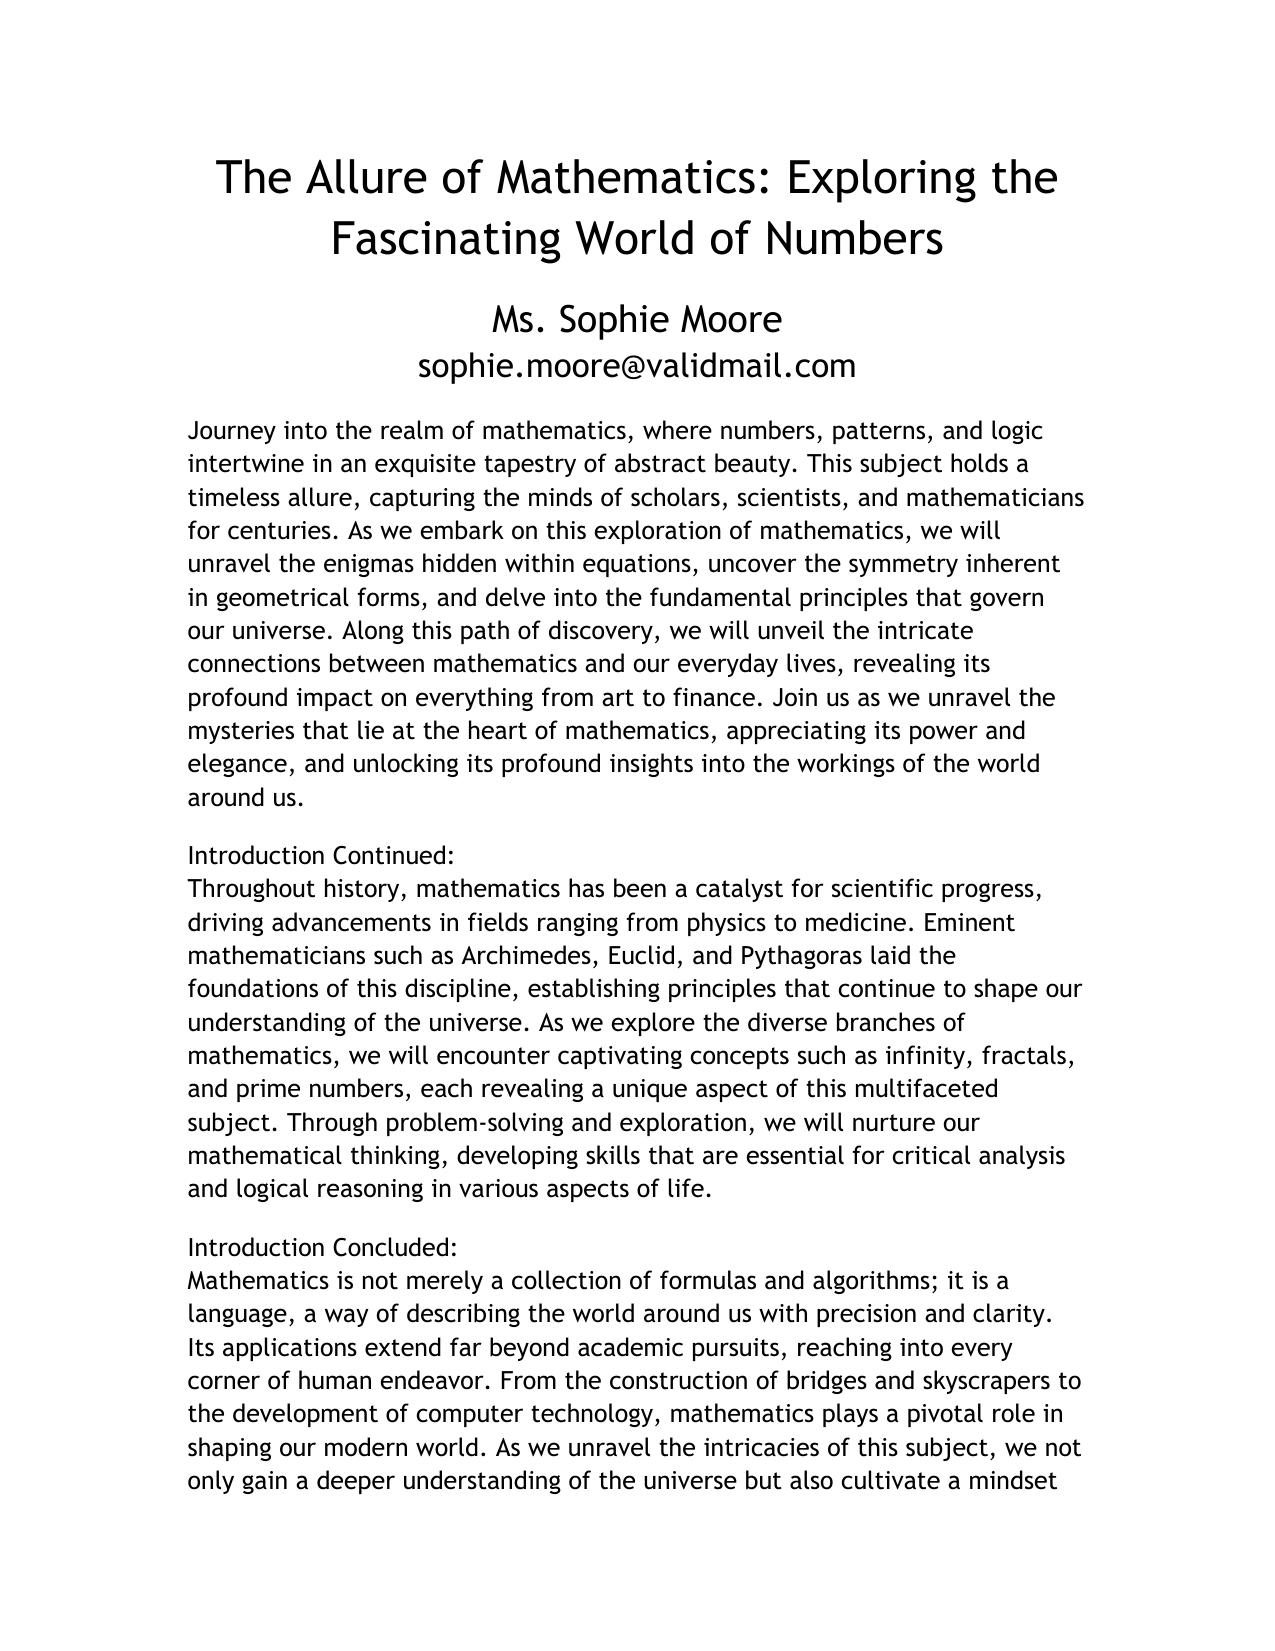 The Allure of Mathematics: Exploring the
Fascinating World of Numbers
Ms. Sophie Moore
sophie.moore@validmail.com
Journey into the realm of mathematics, where numbers, patterns, and logic
intertwine in an exquisite tapestry of abstract beauty. This subject holds a
timeless allure, capturing the minds of scholars, scientists, and mathematicians
for centuries. As we embark on this exploration of mathematics, we will
unravel the enigmas hidden within equations, uncover the symmetry inherent
in geometrical forms, and delve into the fundamental principles that govern
our universe. Along this path of discovery, we will unveil the intricate
connections between mathematics and our everyday lives, revealing its
profound impact on everything from art to finance. Join us as we unravel the
mysteries that lie at the heart of mathematics, appreciating its power and
elegance, and unlocking its profound insights into the workings of the world
around us.
Introduction Continued:
Throughout history, mathematics has been a catalyst for scientific progress,
driving advancements in fields ranging from physics to medicine. Eminent
mathematicians such as Archimedes, Euclid, and Pythagoras laid the
foundations of this discipline, establishing principles that continue to shape our
understanding of the universe. As we explore the diverse branches of
mathematics, we will encounter captivating concepts such as infinity, fractals,
and prime numbers, each revealing a unique aspect of this multifaceted
subject. Through problem-solving and exploration, we will nurture our
mathematical thinking, developing skills that are essential for critical analysis
and logical reasoning in various aspects of life.
Introduction Concluded:
Mathematics is not merely a collection of formulas and algorithms; it is a
language, a way of describing the world around us with precision and clarity.
Its applications extend far beyond academic pursuits, reaching into every
corner of human endeavor. From the construction of bridges and skyscrapers to
the development of computer technology, mathematics plays a pivotal role in
shaping our modern world. As we unravel the intricacies of this subject, we not
only gain a deeper understanding of the universe but also cultivate a mindset